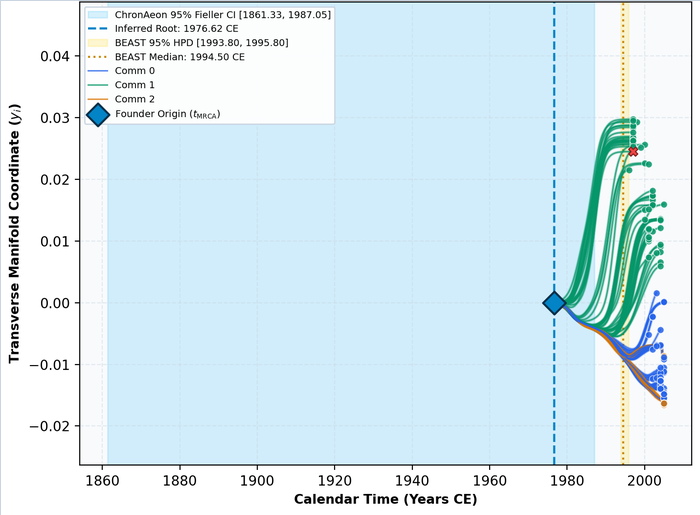 ChronAeon 95% Fieller CI [1861.33, 1987.05]
Inferred Root: 1976.62 CE
BEAST 95% HPD [1993.80, 1995.80]
BEAST Median: 1994.50 CE
Comm 0
Comm 1
Comm 2
Founder Origin (t_MRCA)
Transverse Manifold Coordinate (y_i)
0.04
0.03
0.02
0.01
0.00
−0.01
−0.02
1860 1880 1900 1920 1940 1960 1980 2000
Calendar Time (Years CE)